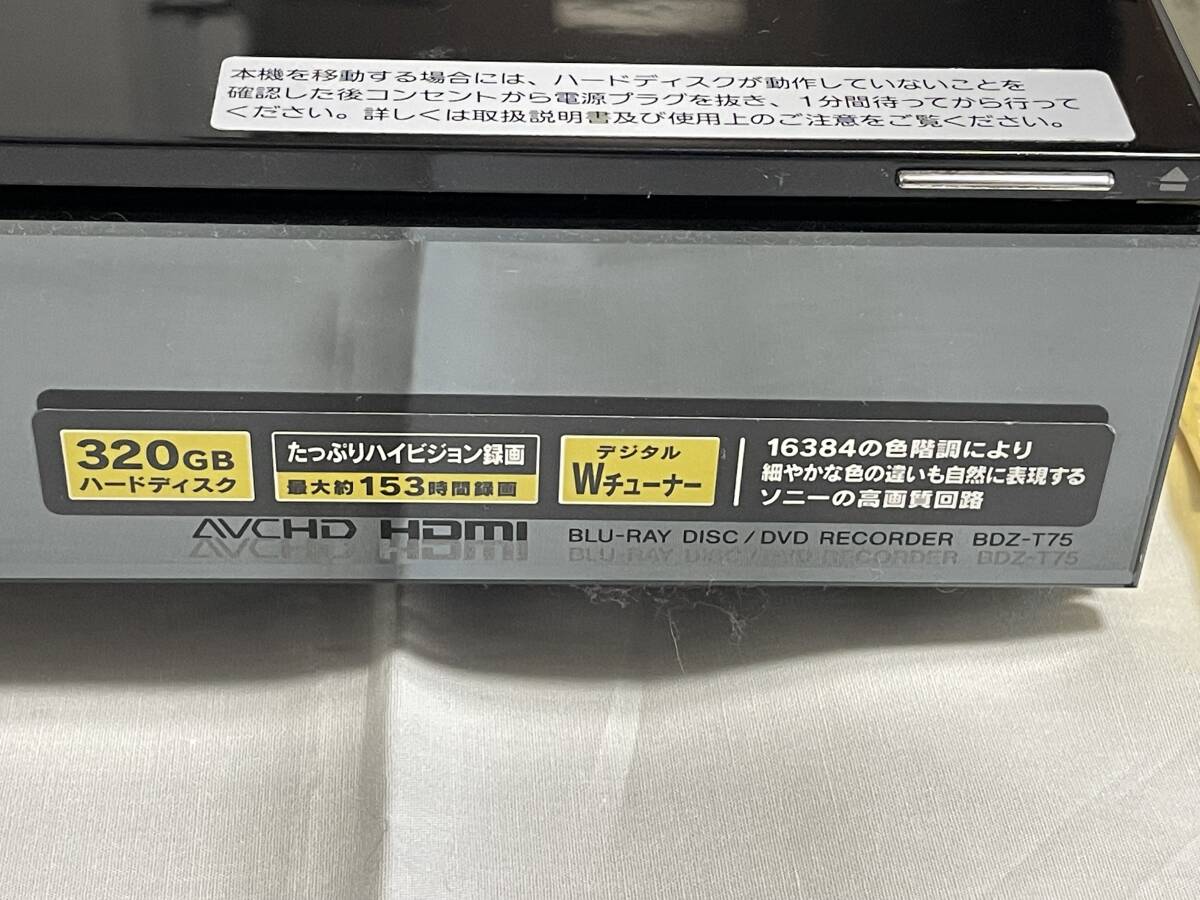 本機を移動する場合には、ハードディスクが動作していないことを
確認した後コンセントから電源プラグを抜き、1分間待ってから行って
ください。詳しくは取扱説明書及び使用上のご注意をご覧ください。
320GB
ハードディスク
たっぷりハイビジョン録画
最大約153時間録画
デジタル
Wチューナー
16384の色階調により
細やかな色の違いも自然に表現する
ソニーの高画質回路
AVCHD HDMI BLU-RAY DISC/DVD RECORDER BDZ-T75